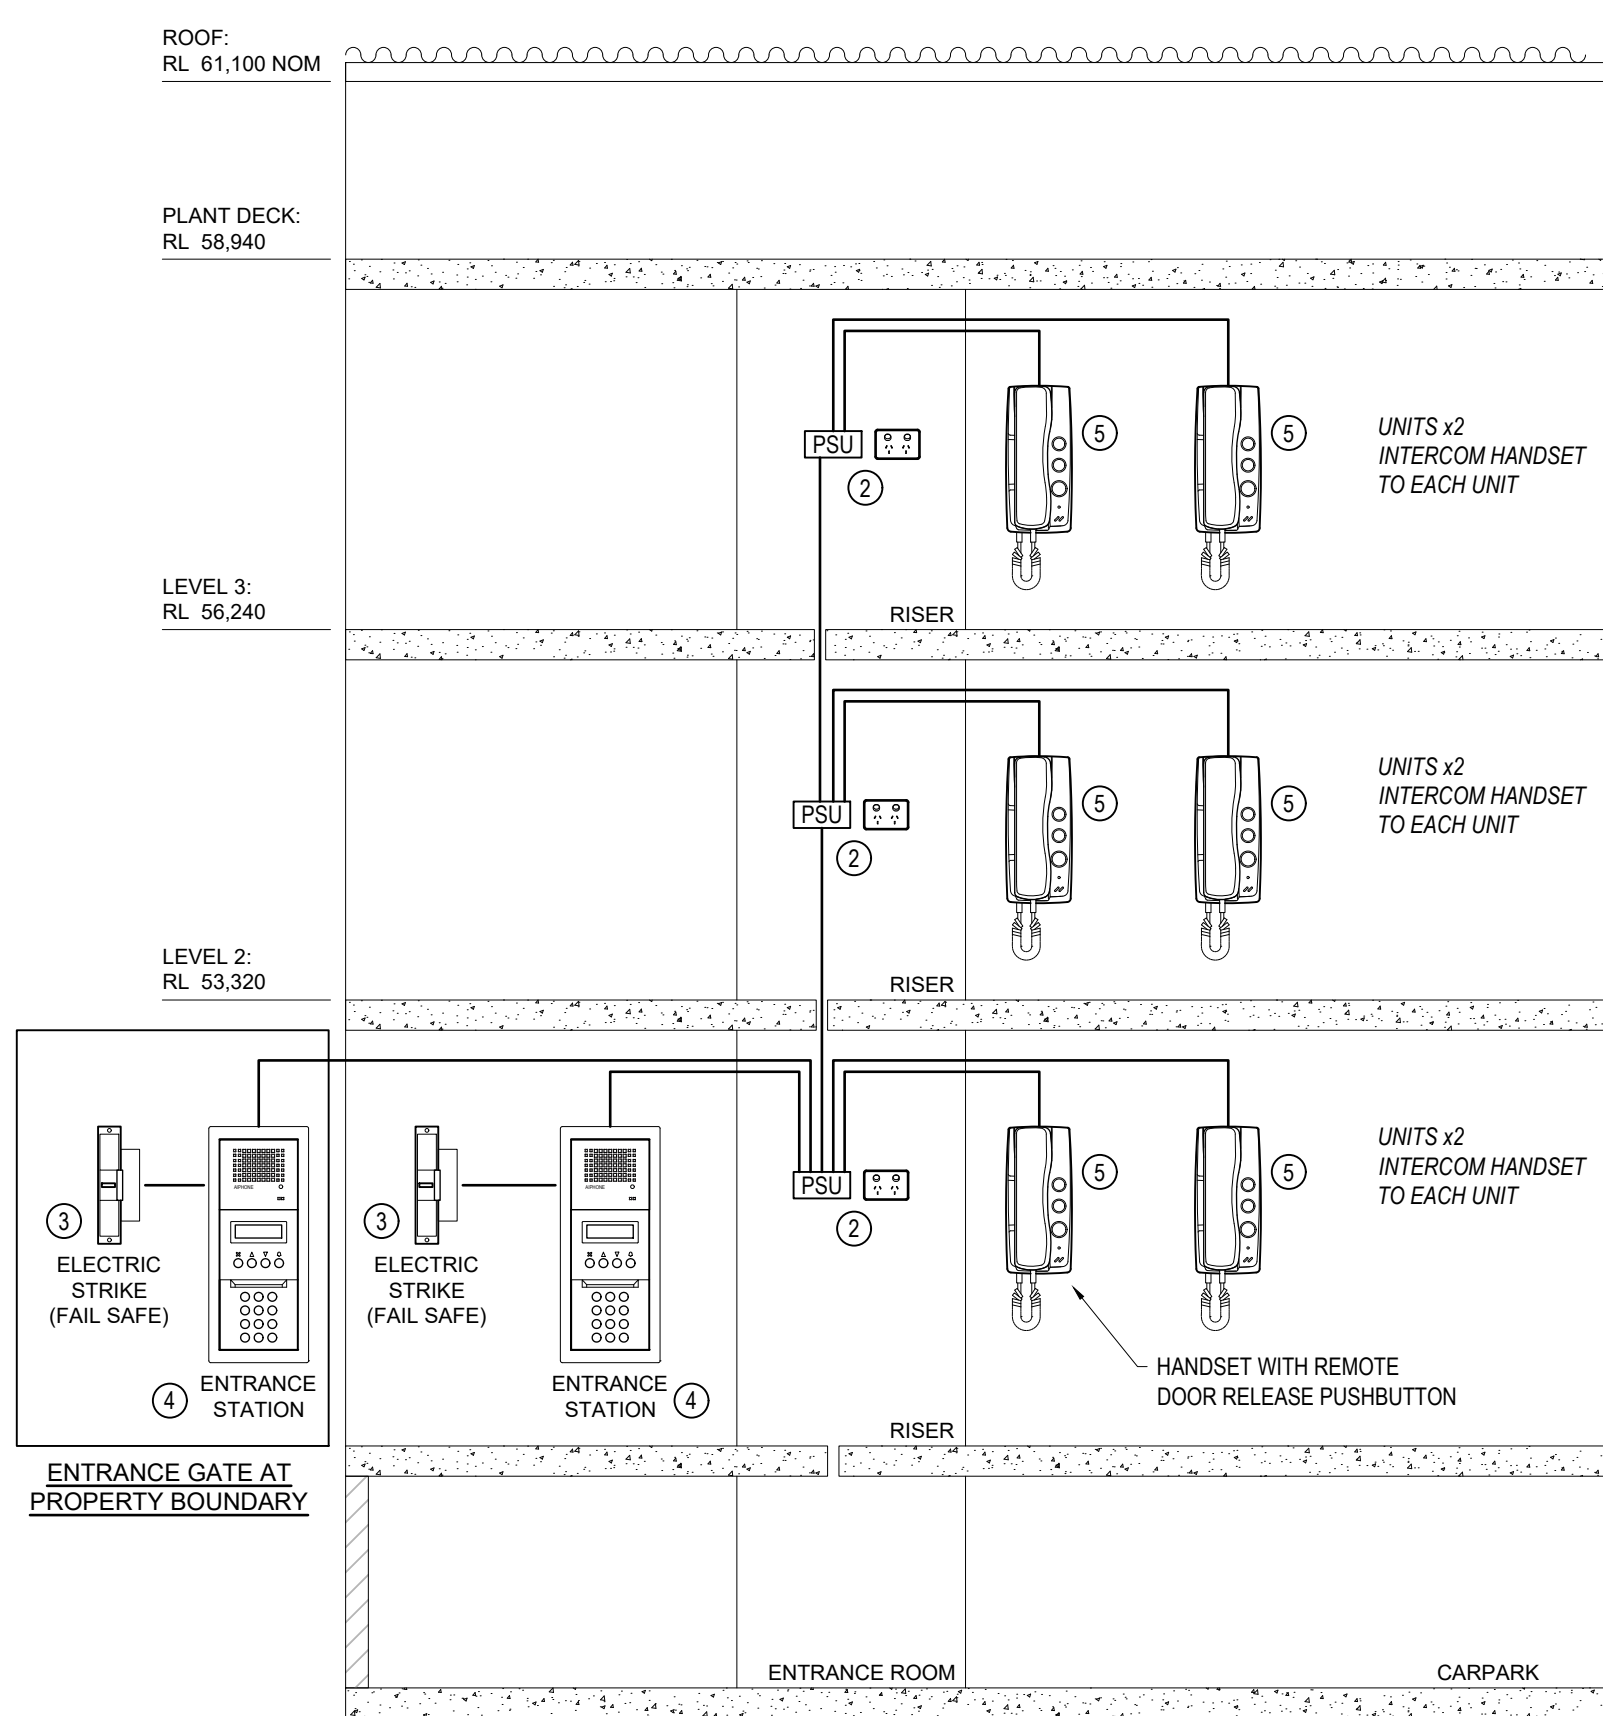 ROOF:
RL 61,100 NOM
PLANT DECK:
RL 58,940
PSU
2
5
5
UNITS x2
INTERCOM HANDSET
TO EACH UNIT
LEVEL 3:
RL 56,240
RISER
PSU
2
5
5
UNITS x2
INTERCOM HANDSET
TO EACH UNIT
LEVEL 2:
RL 53,320
RISER
3
ELECTRIC
STRIKE
(FAIL SAFE)
AIPHONE
4
ENTRANCE
STATION
ENTRANCE GATE AT
PROPERTY BOUNDARY
3
ELECTRIC
STRIKE
(FAIL SAFE)
AIPHONE
ENTRANCE
STATION
4
PSU
2
5
5
UNITS x2
INTERCOM HANDSET
TO EACH UNIT
HANDSET WITH REMOTE
DOOR RELEASE PUSHBUTTON
RISER
ENTRANCE ROOM
CARPARK